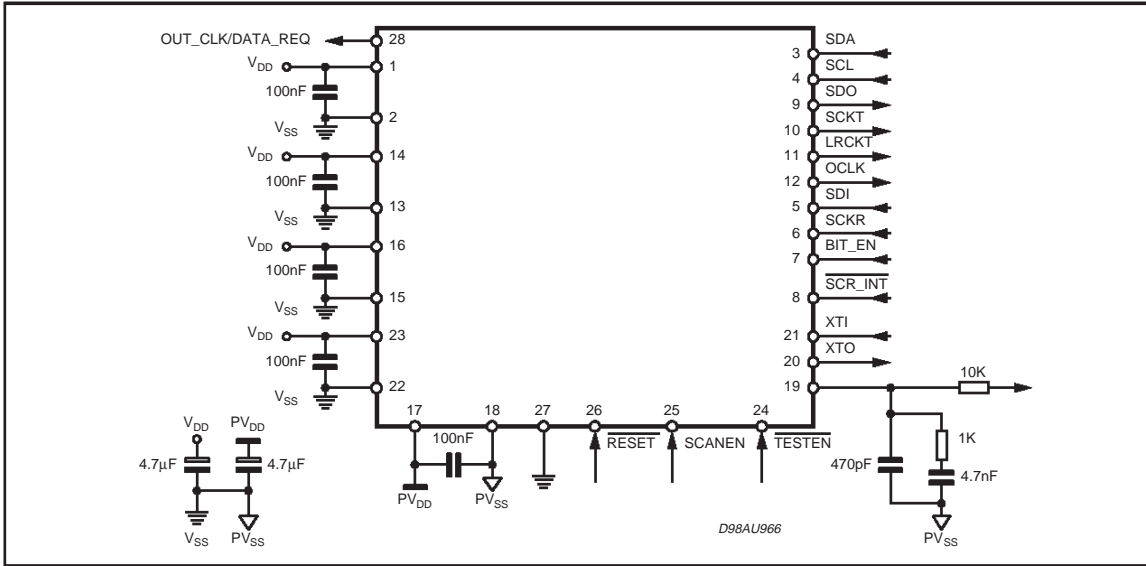 OUT_CLK/DATA_REQ
28
VDD
1
100nF
2
VSS
VDD
14
100nF
13
VSS
VDD
16
100nF
15
VSS
VDD
23
100nF
22
VSS
SDA
3
SCL
4
SDO
9
SCKT
10
LRCKT
11
OCLK
12
SDI
5
SCKR
6
BIT_EN
7
SCR_INT
8
XTI
21
XTO
20
19
10K
17
18
27
26
25
24
100nF
RESET
SCANEN
TESTEN
PVDD
PVSS
VDD
PVDD
4.7μF
4.7μF
VSS
PVSS
470pF
1K
4.7nF
PVSS
D98AU966